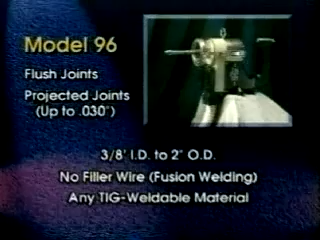 Model 96
Flush Joints
Projected Joints
(Up to .030")
3/8' I.D. to 2" O.D.
No Filler Wire (Fusion Welding)
Any TIG-Weldable Material